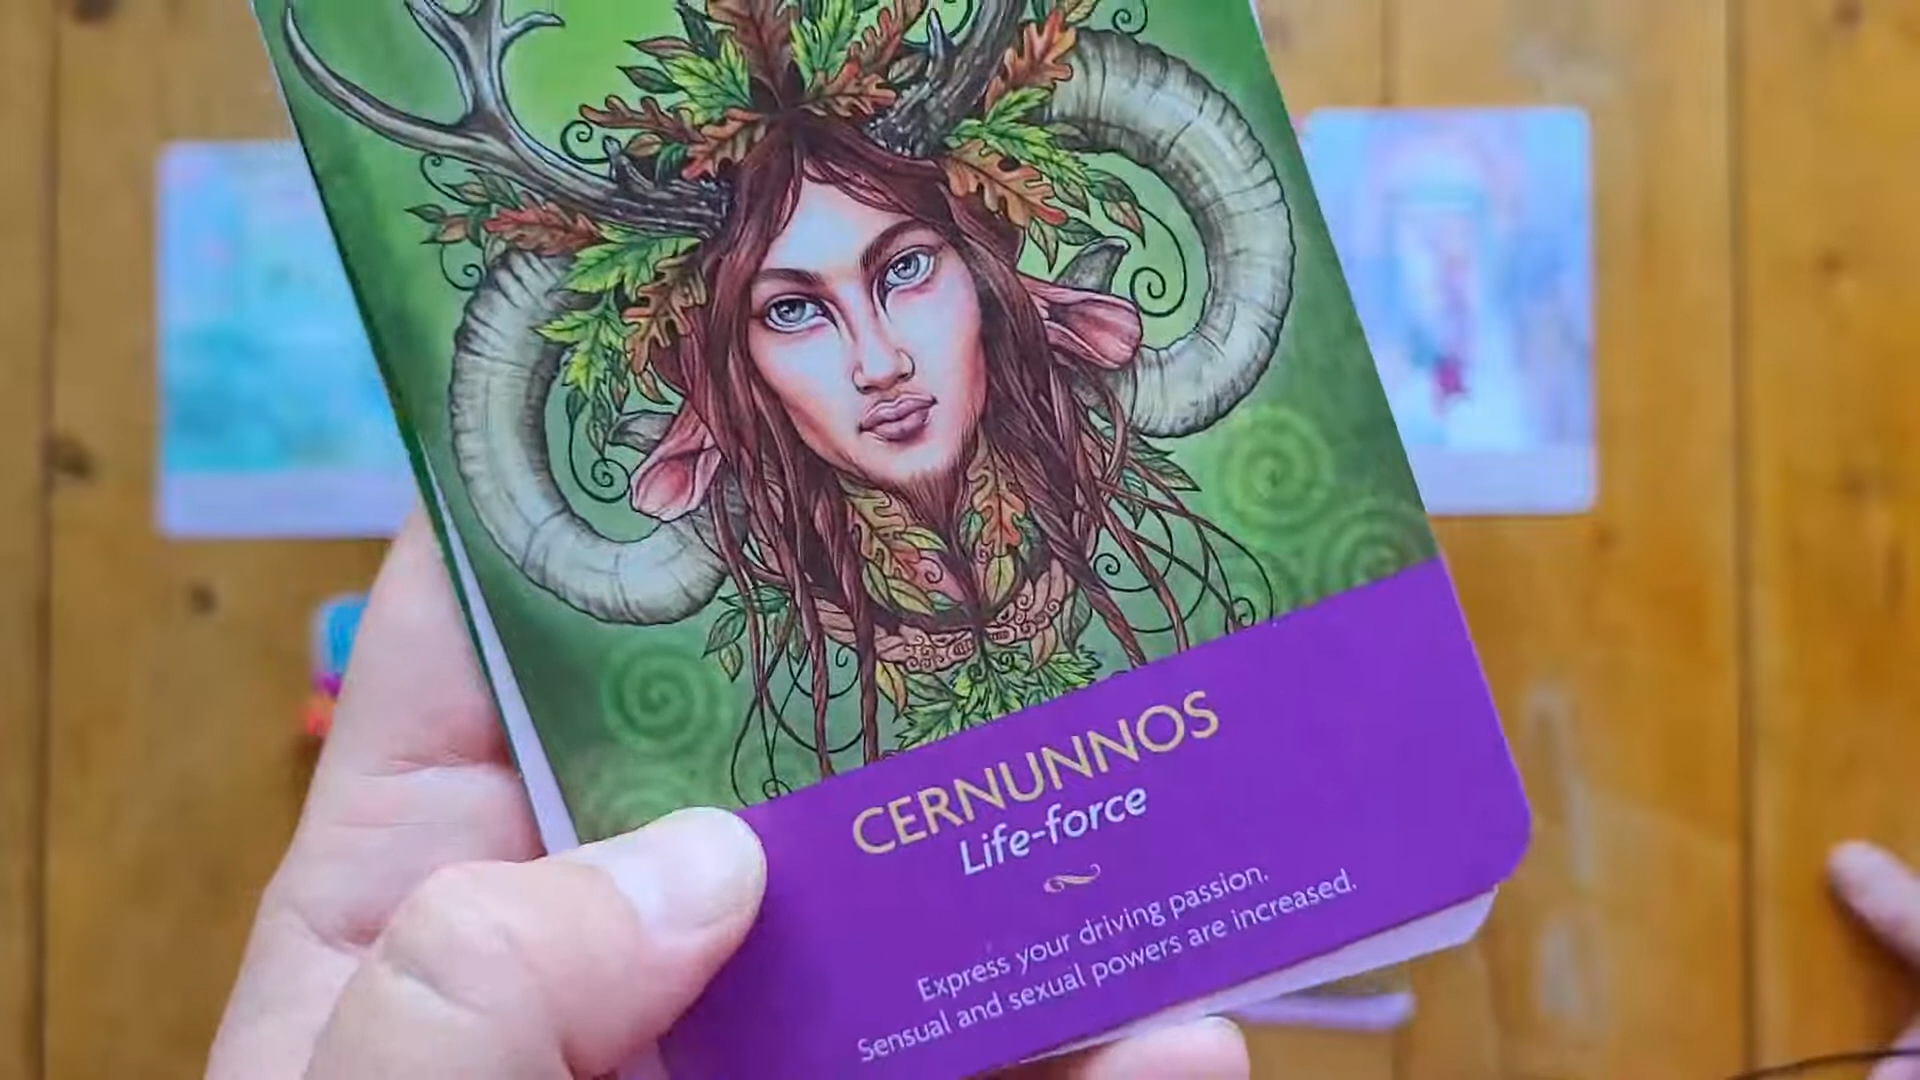 CERNUNNOS
Life-force
Express your driving passion.
Sensual and sexual powers are increased.